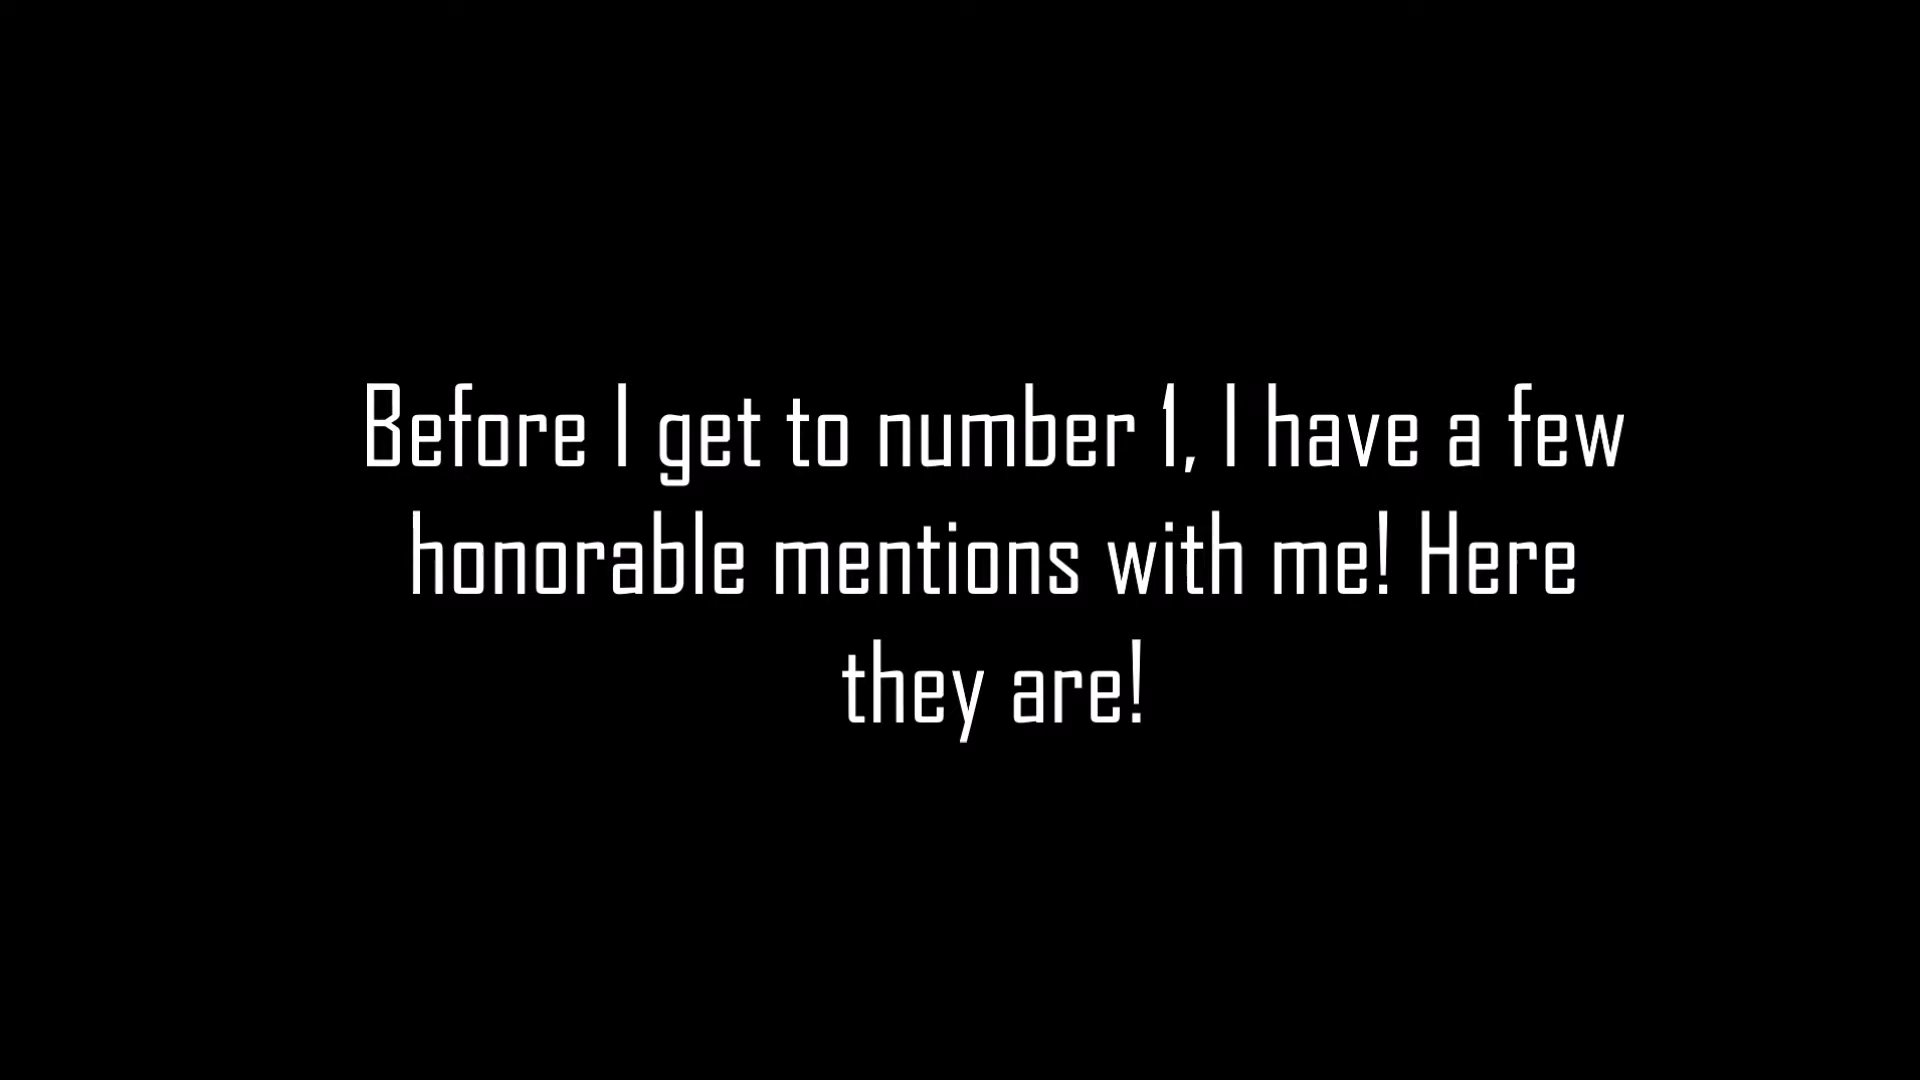 Before I get to number 1, I have a few
honorable mentions with me! Here
they are!